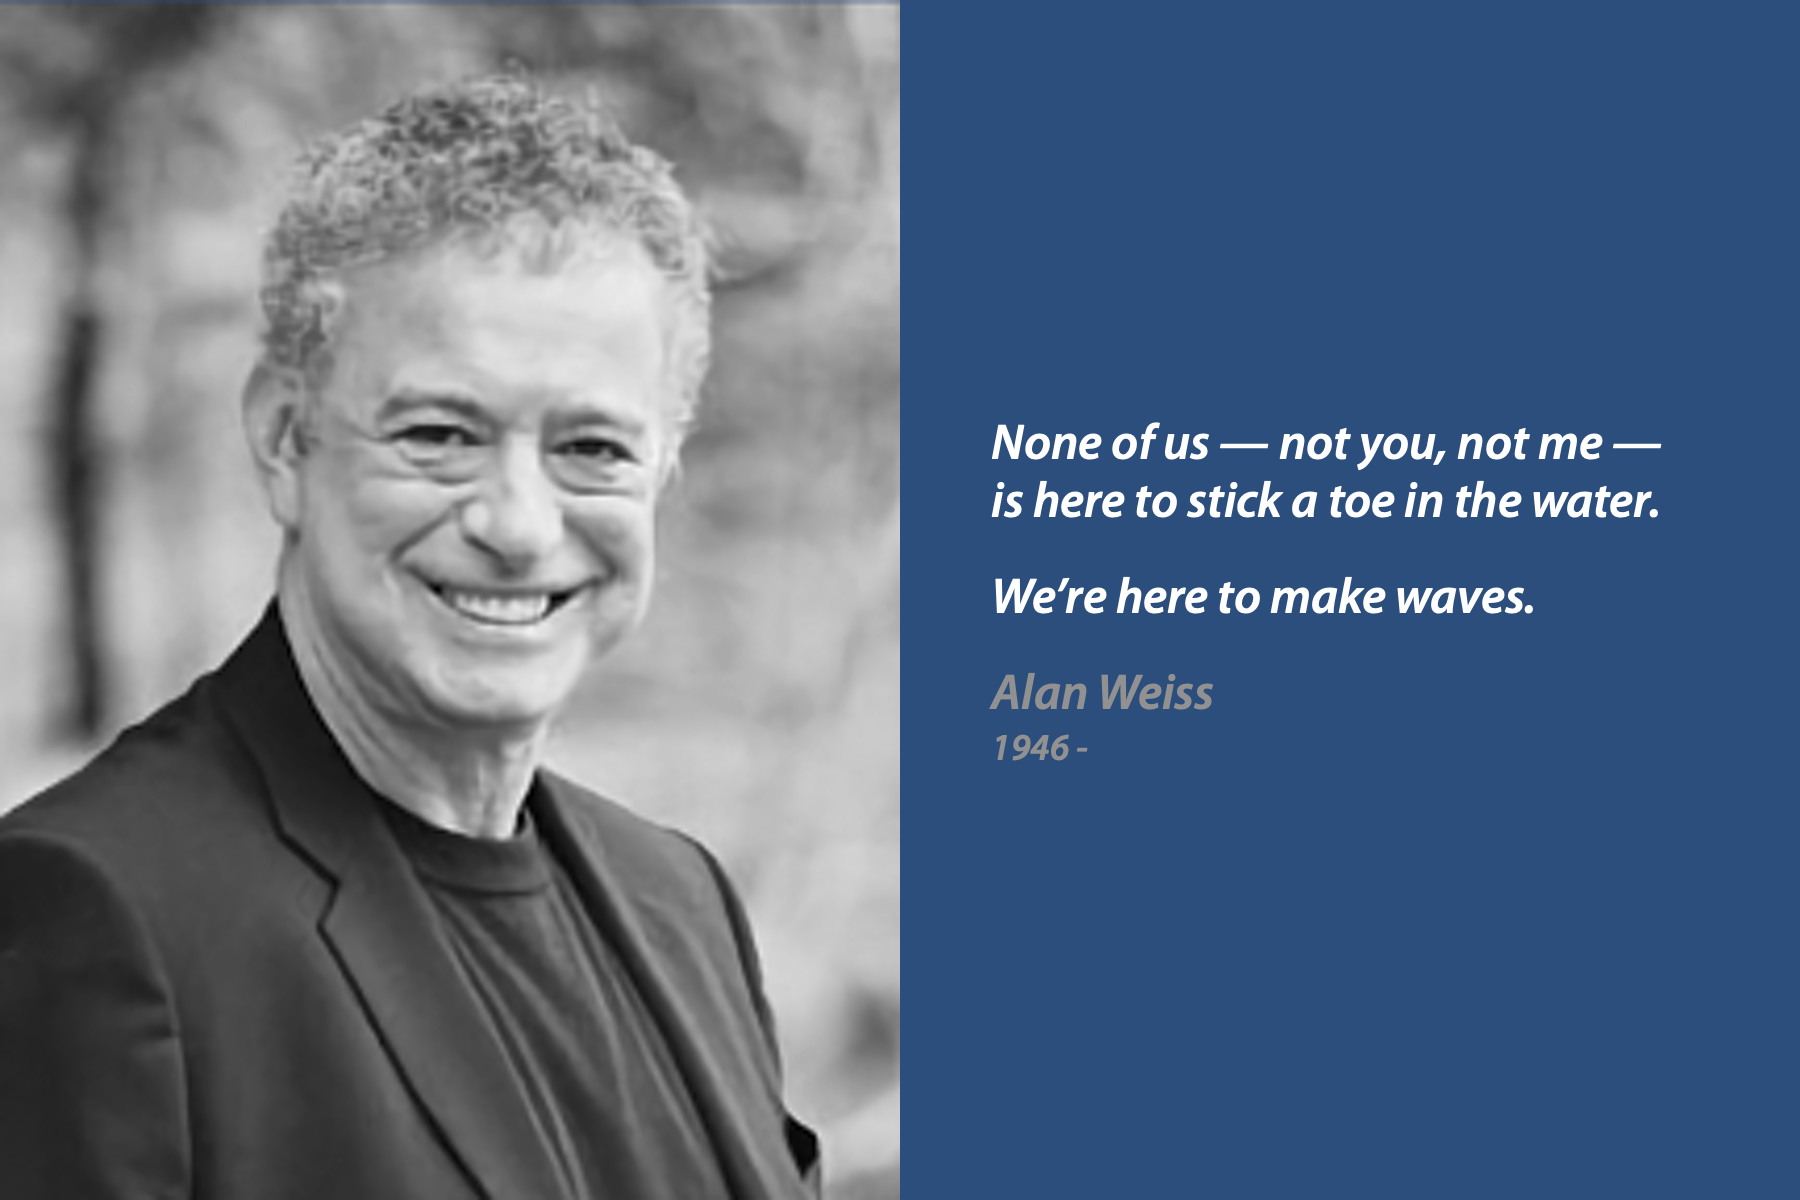 None of us — not you, not me —
is here to stick a toe in the water.
We’re here to make waves.
Alan Weiss
1946 -